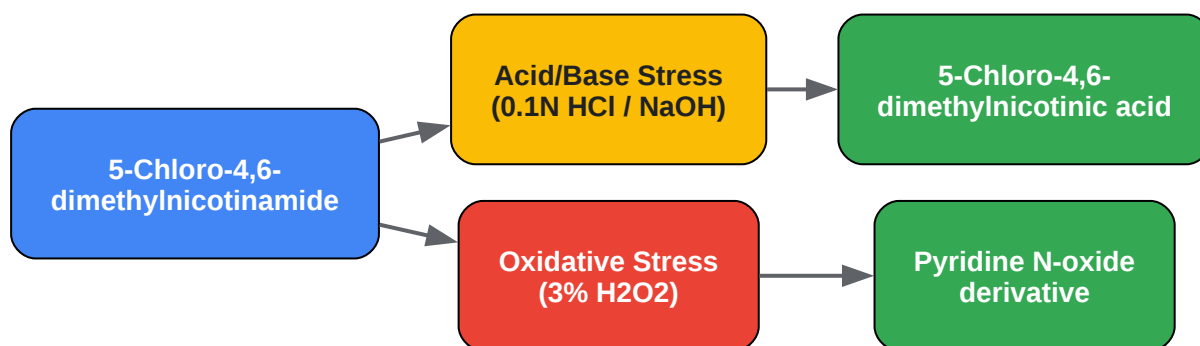 5-Chloro-4,6-
dimethylnicotinamide
Acid/Base Stress
(0.1N HCl / NaOH)
5-Chloro-4,6-
dimethylnicotinic acid
Oxidative Stress
(3% H2O2)
Pyridine N-oxide
derivative